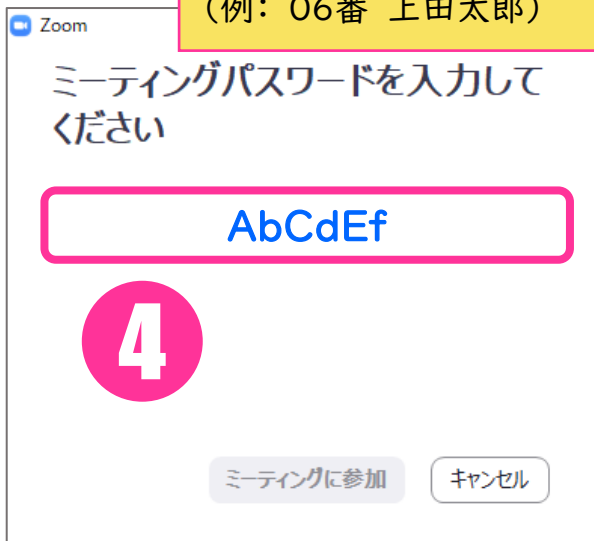 (例: 06番 上田太郎)
Zoom
ミーティングパスワードを入力して
ください
AbCdEf
4
ミーティングに参加
キャンセル